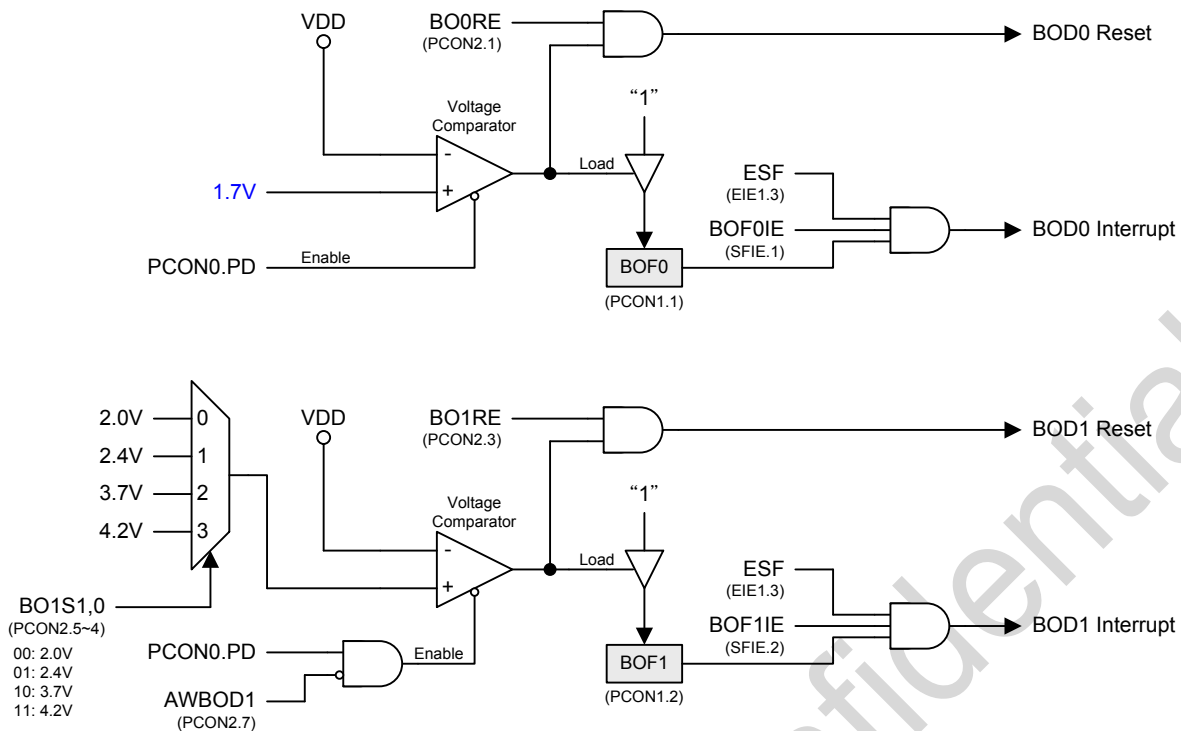 VDD
BO0RE
(PCON2.1)
BOD0 Reset
Voltage
Comparator
-
+
1.7V
“1”
Load
PCON0.PD
Enable
BOF0
(PCON1.1)
ESF
(EIE1.3)
BOF0IE
(SFIE.1)
BOD0 Interrupt
2.0V
0
2.4V
1
3.7V
2
4.2V
3
BO1S1,0
(PCON2.5~4)
00: 2.0V
01: 2.4V
10: 3.7V
11: 4.2V
VDD
BO1RE
(PCON2.3)
BOD1 Reset
Voltage
Comparator
-
+
“1”
Load
PCON0.PD
Enable
AWBOD1
(PCON2.7)
BOF1
(PCON1.2)
ESF
(EIE1.3)
BOF1IE
(SFIE.2)
BOD1 Interrupt